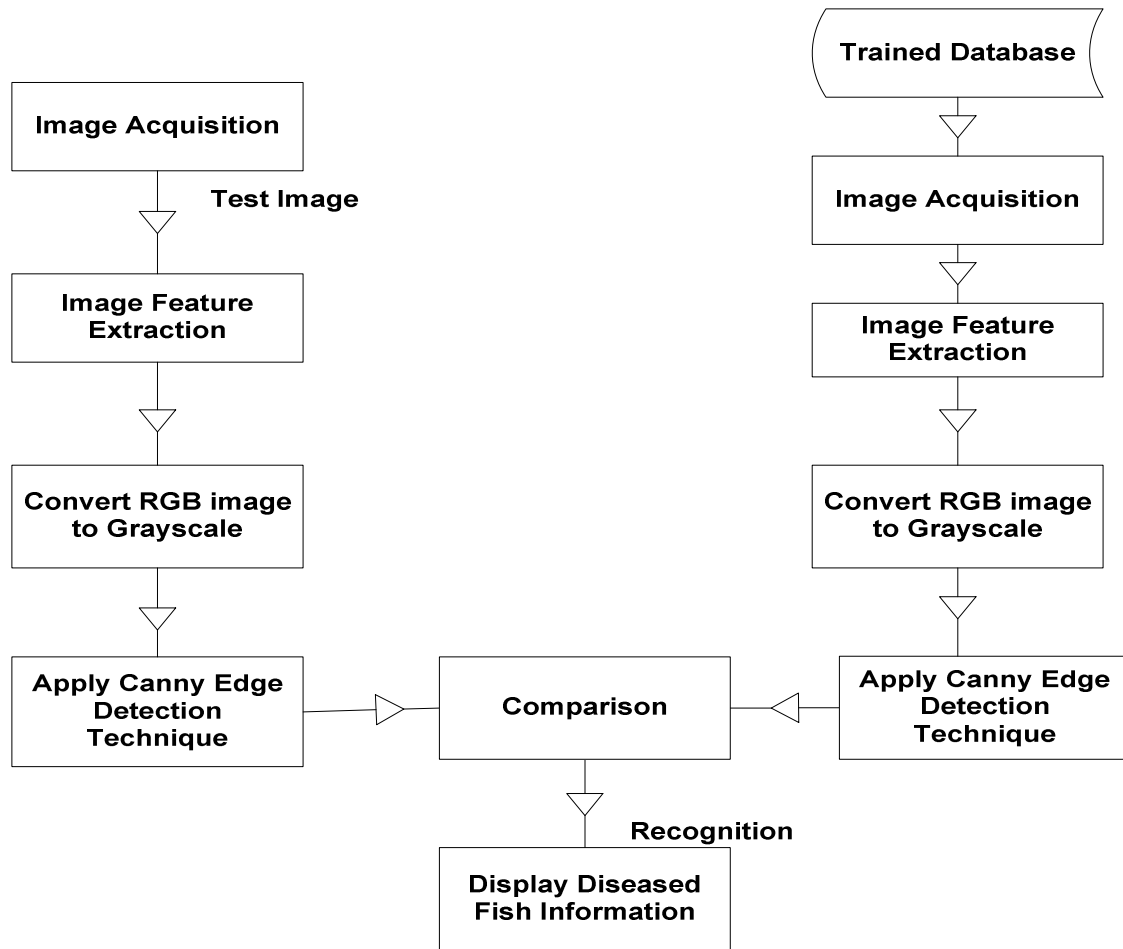 Trained Database
Image Acquisition
Test Image
Image Acquisition
Image Feature
Extraction
Image Feature
Extraction
Convert RGB image
to Grayscale
Convert RGB image
to Grayscale
Apply Canny Edge
Detection
Technique
Comparison
Apply Canny Edge
Detection
Technique
Recognition
Display Diseased
Fish Information